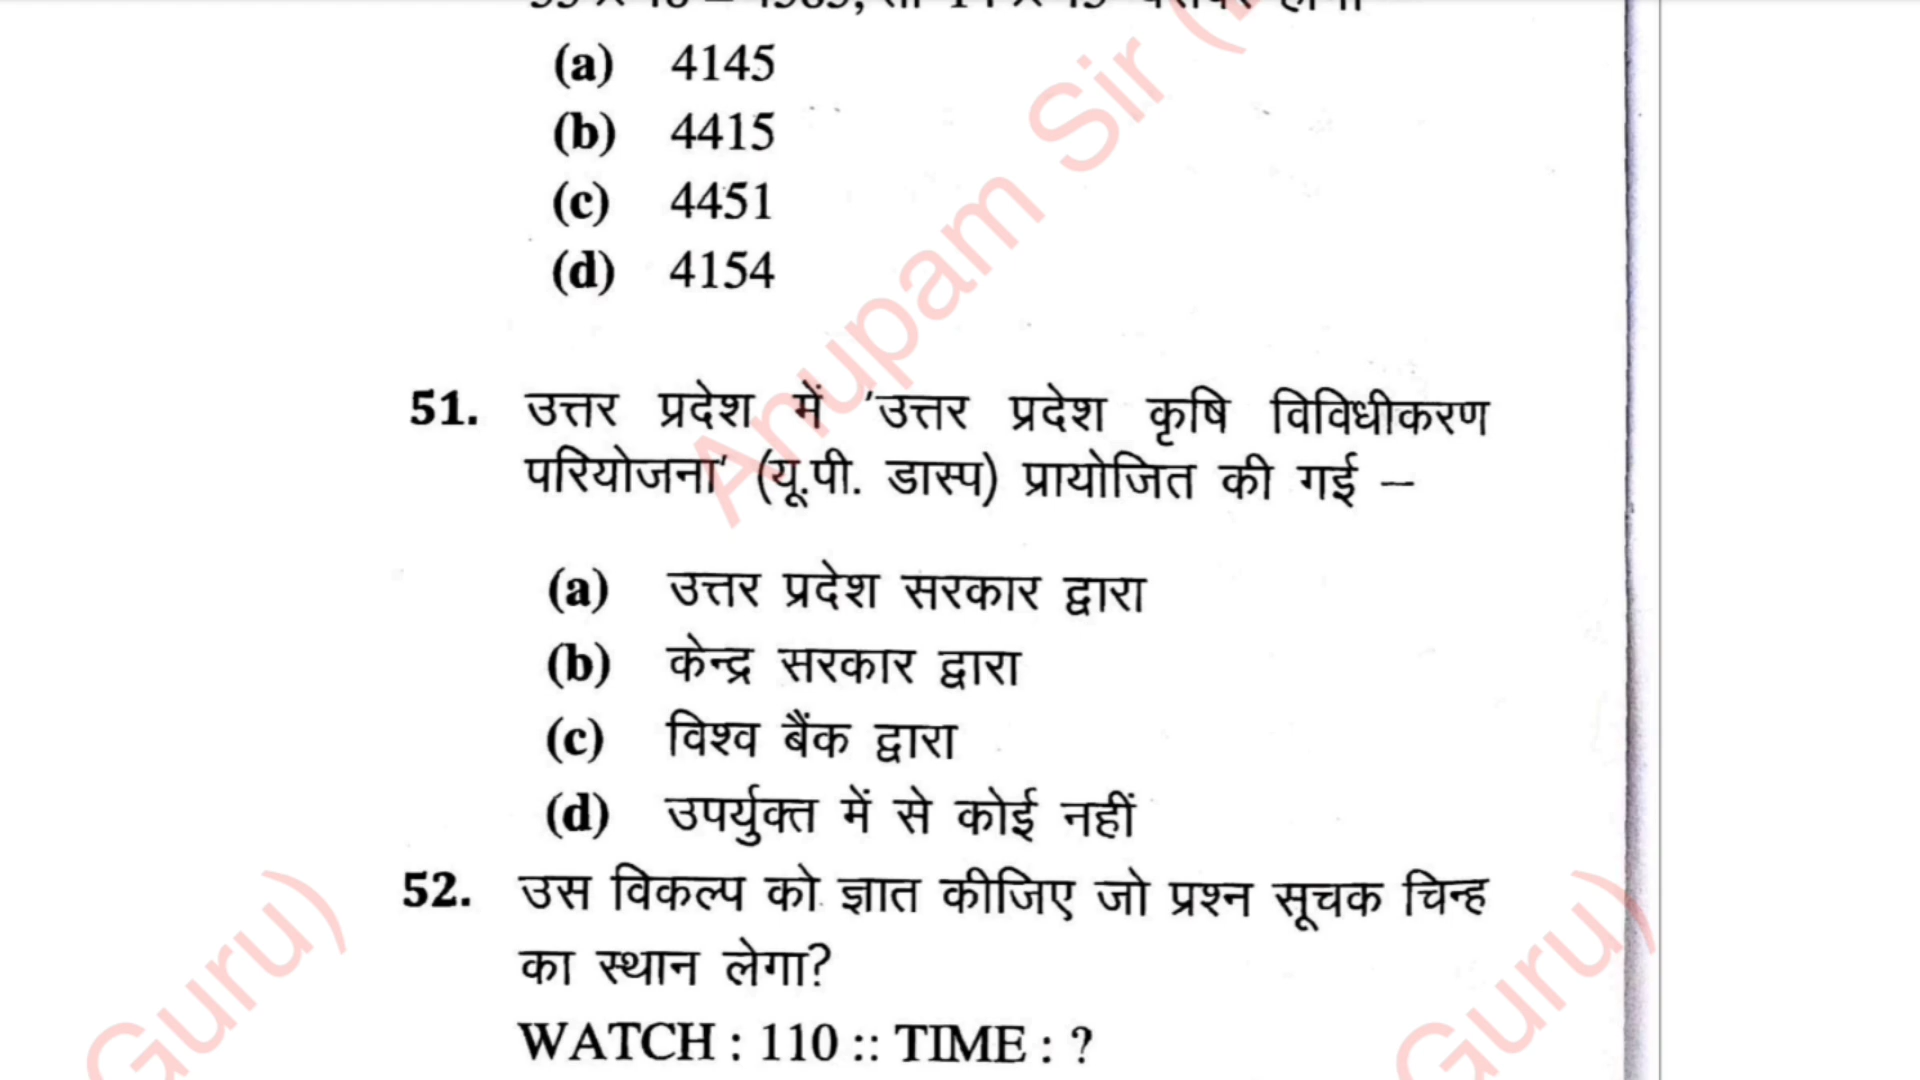 (a) 4145
(b) 4415
(c) 4451
(d) 4154
51. उत्तर प्रदेश में 'उत्तर प्रदेश कृषि विविधीकरण
परियोजना' (यू.पी. डास्प) प्रायोजित की गई –
(a) उत्तर प्रदेश सरकार द्वारा
(b) केन्द्र सरकार द्वारा
(c) विश्व बैंक द्वारा
(d) उपर्युक्त में से कोई नहीं
52. उस विकल्प को ज्ञात कीजिए जो प्रश्न सूचक चिन्ह
का स्थान लेगा?
WATCH : 110 :: TIME : ?
Anupam Sir (
Guru)
Guru)